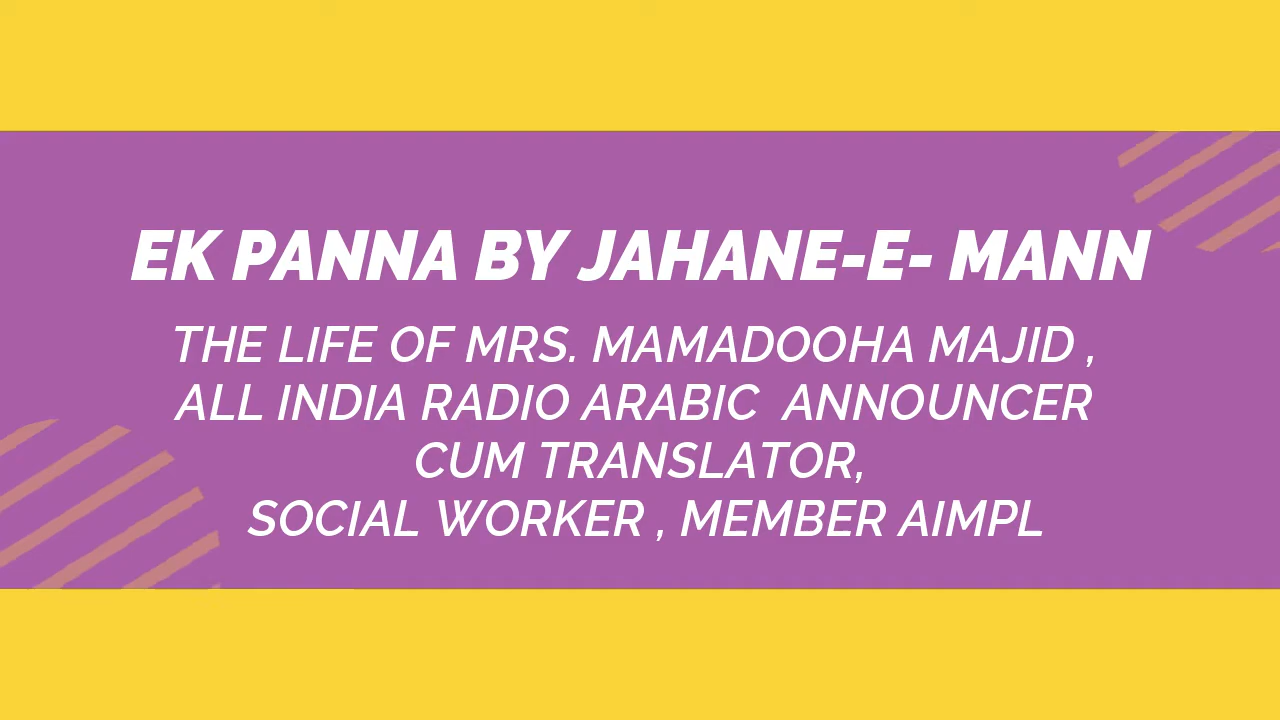 EK PANNA BY JAHANE-E- MANN
THE LIFE OF MRS. MAMADOOHA MAJID ,
ALL INDIA RADIO ARABIC  ANNOUNCER
CUM TRANSLATOR,
SOCIAL WORKER , MEMBER AIMPL